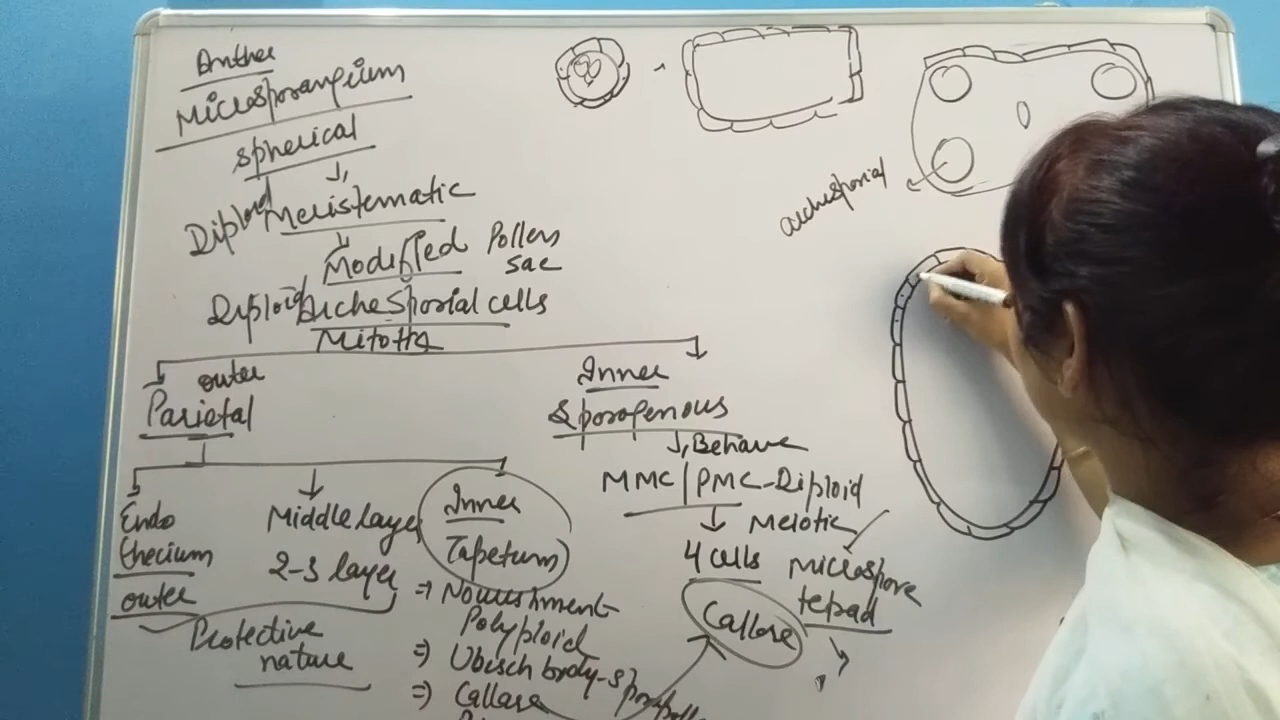 Anther
Microsporangium
spherical
Diploid Meristematic
Modified Pollen
sac
Diploid Archesporial cells
Mitotic
archesporial
outer
Parietal
Inner
Sporogenous
Behave
MMC | PMC-Diploid
Meiotic
4 cells Microspore
tetrad
Callose
Endo
thecium
outer
Middle layer
2-3 layer
Protective
nature
Inner
Tapetum
⇒ Nourishment
Polyploid
⇒ Ubisch body-
⇒ Callase